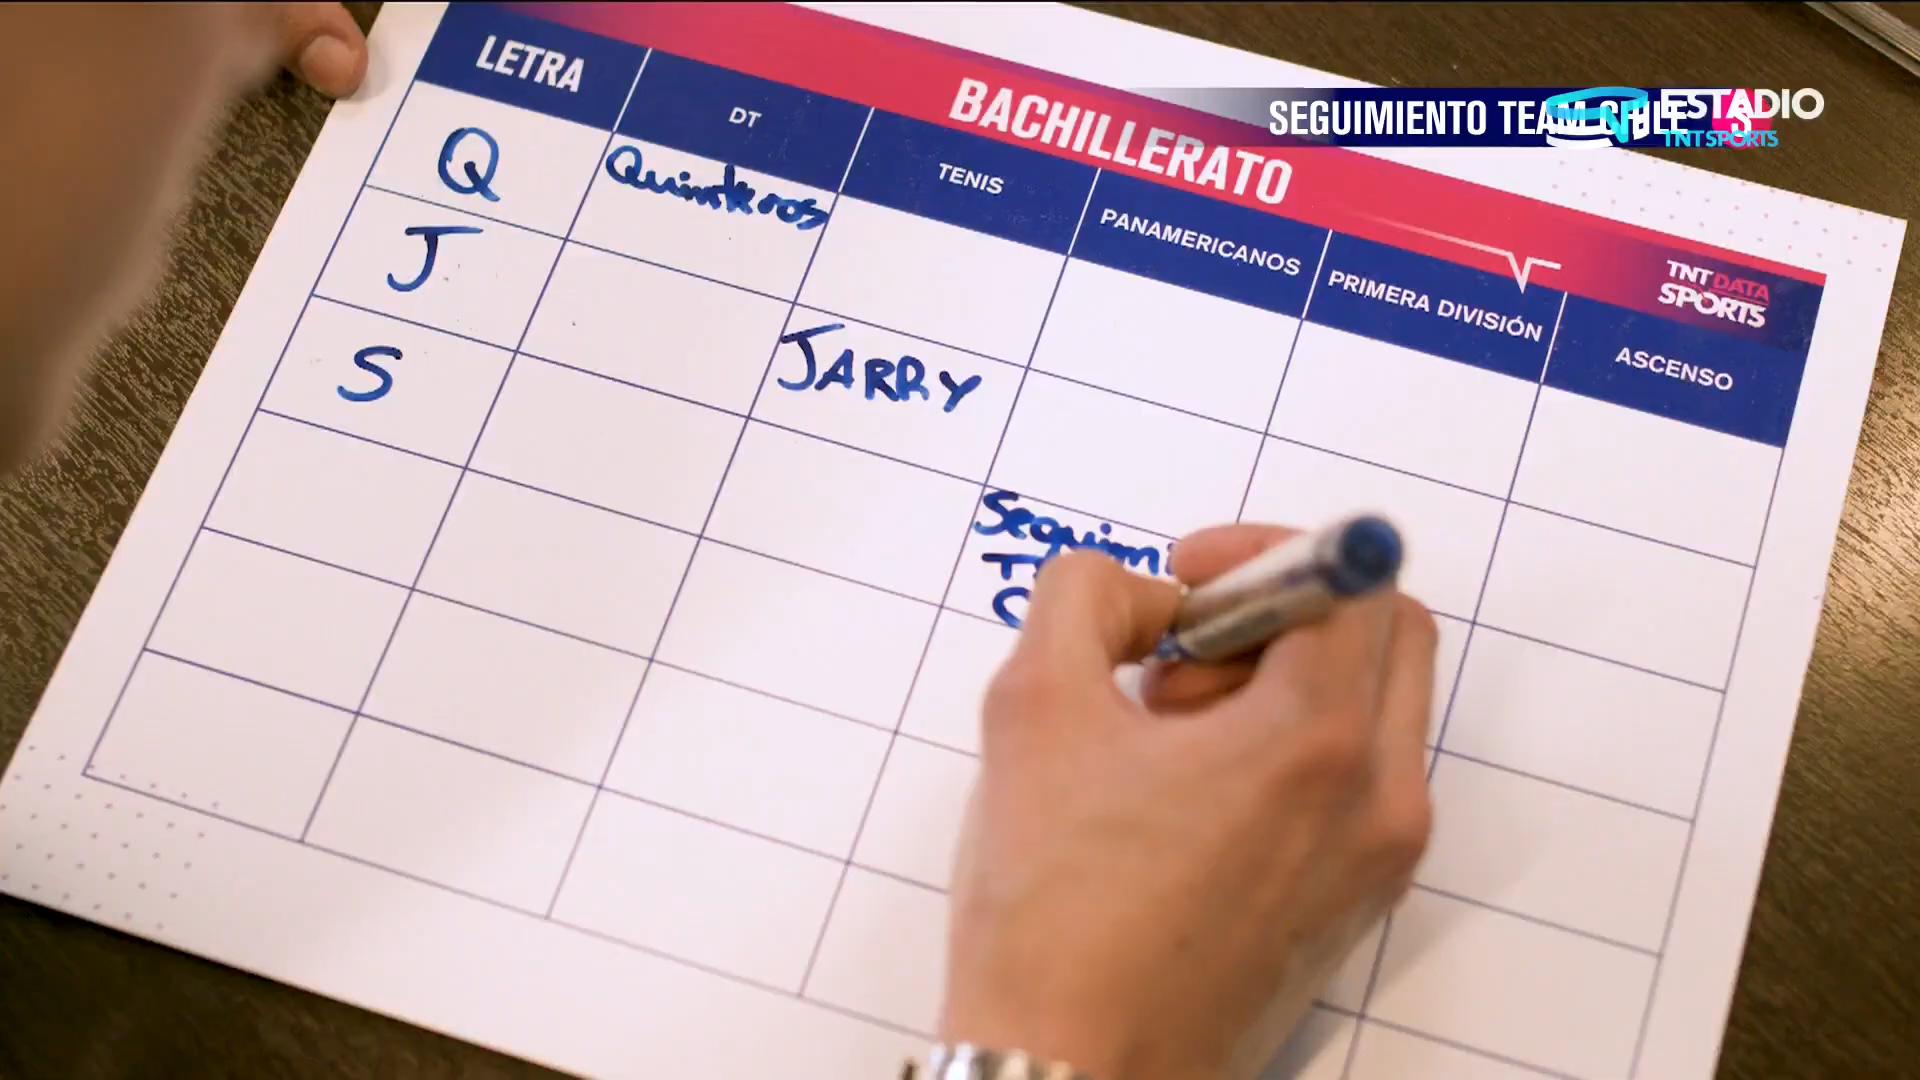 LETRA
BACHILLERATO
DT
TENIS
PANAMERICANOS
PRIMERA DIVISIÓN
ASCENSO
TNT DATA
SPORTS
SEGUIMIENTO TEAM CHILE
ESTADIO
TNT SPORTS
Q
Quinteros
J
JARRY
S